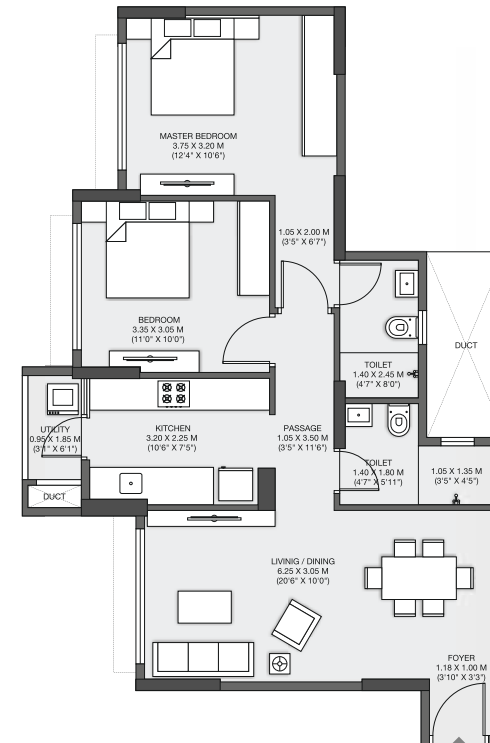 MASTER BEDROOM
3.75 X 3.20 M
(12'4" X 10'6")
1.05 X 2.00 M
(3'5" X 6'7")
BEDROOM
3.35 X 3.05 M
(11'0" X 10'0")
DUCT
TOILET
1.40 X 2.45 M
(4'7" X 8'0")
UTILITY
0.95 X 1.85 M
(3'1" X 6'1")
KITCHEN
3.20 X 2.25 M
(10'6" X 7'5")
PASSAGE
1.05 X 3.50 M
(3'5" X 11'6")
TOILET
1.40 X 1.80 M
(4'7" X 5'11")
1.05 X 1.35 M
(3'5" X 4'5")
DUCT
LIVINIG / DINING
6.25 X 3.05 M
(20'6" X 10'0")
FOYER
1.18 X 1.00 M
(3'10" X 3'3")